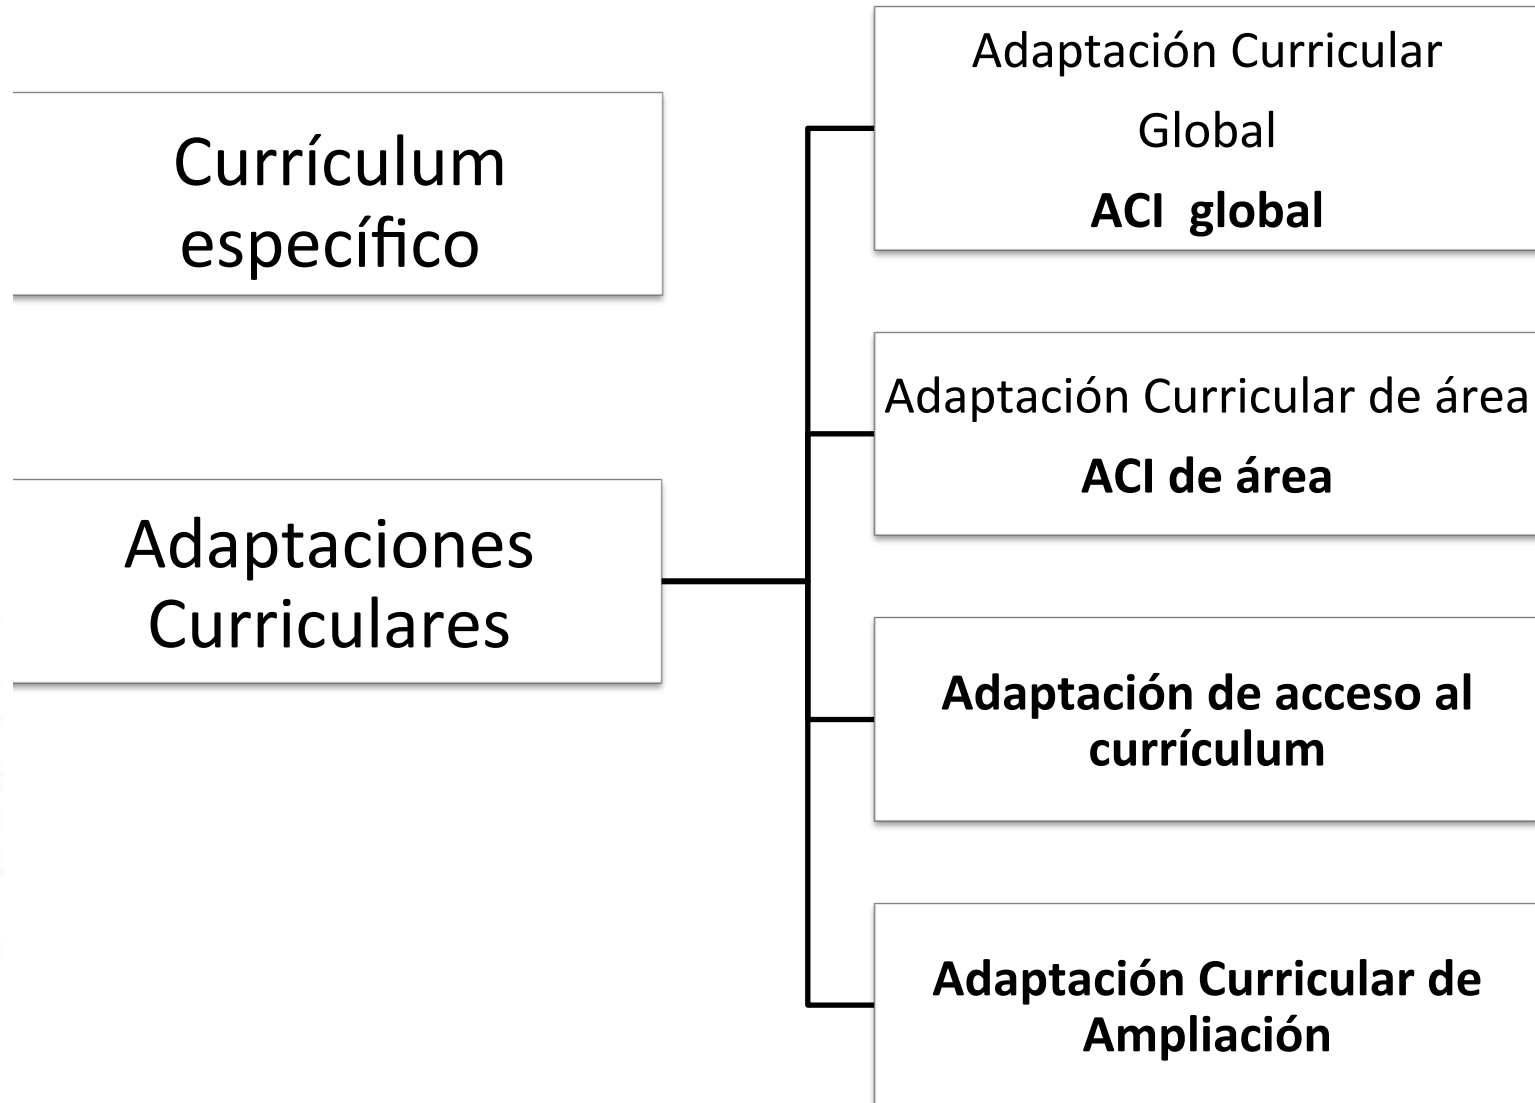 Currículum
específico
Adaptaciones
Curriculares
Adaptación Curricular
Global
ACI global
Adaptación Curricular de área
ACI de área
Adaptación de acceso al
currículum
Adaptación Curricular de
Ampliación